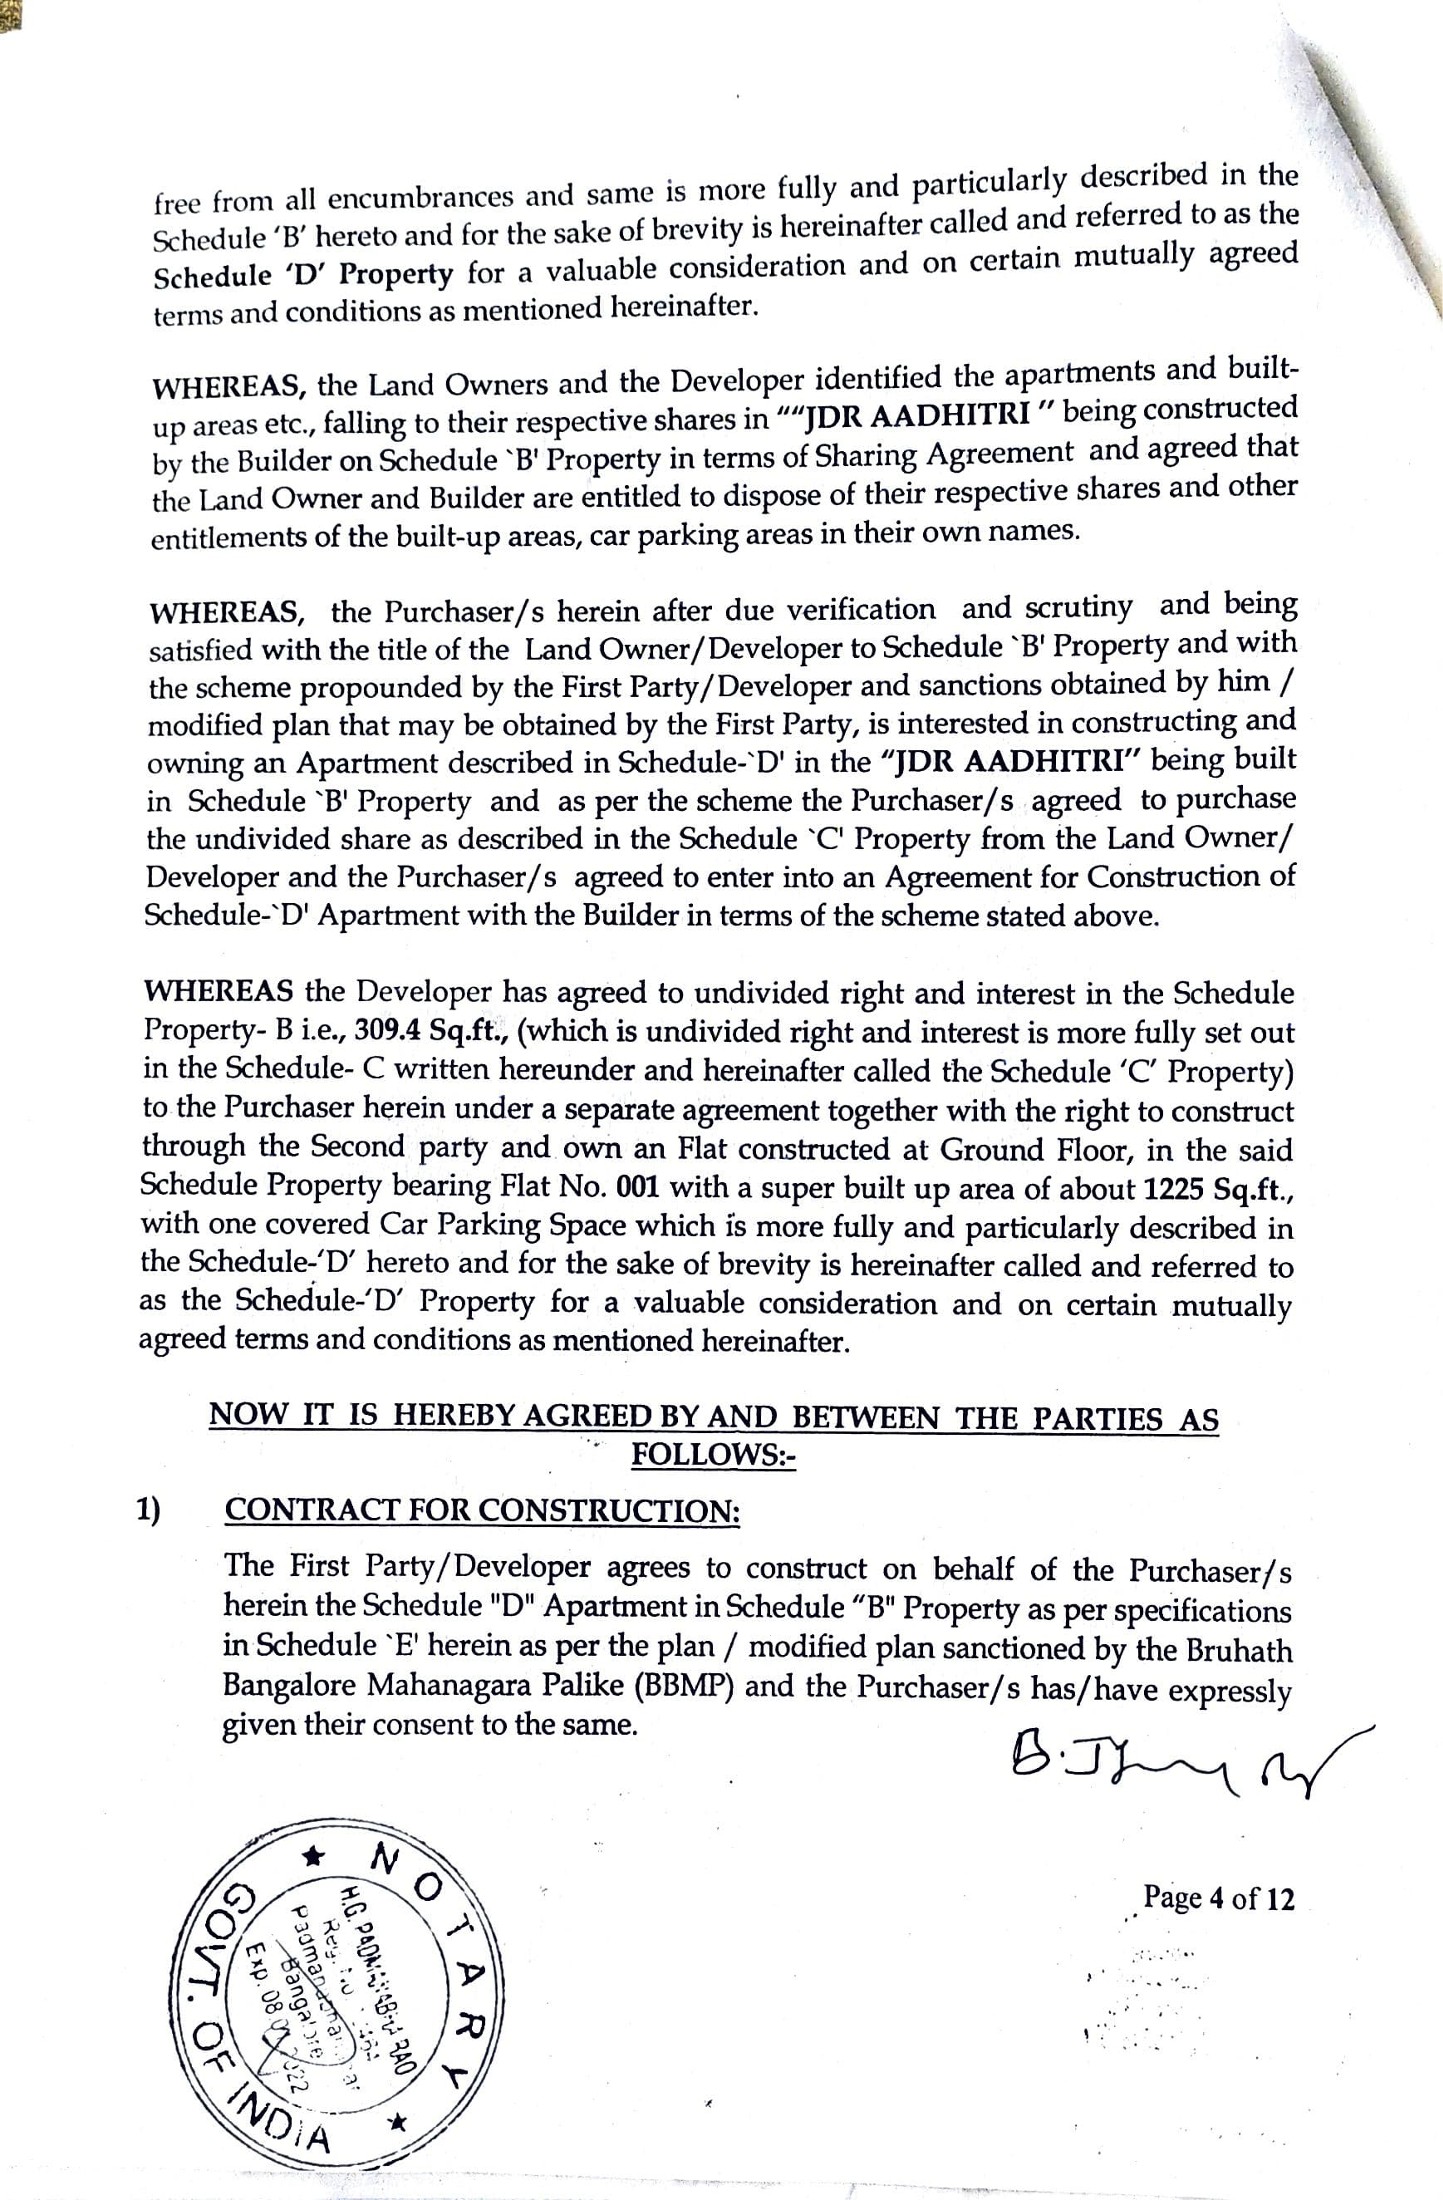 free from all encumbrances and same is more fully and particularly described in the
Schedule ‘B’ hereto and for the sake of brevity is hereinafter called and referred to as the
Schedule ‘D’ Property for a valuable consideration and on certain mutually agreed
terms and conditions as mentioned hereinafter.
WHEREAS, the Land Owners and the Developer identified the apartments and built-
up areas etc., falling to their respective shares in ““JDR AADHITRI ” being constructed
by the Builder on Schedule `B' Property in terms of Sharing Agreement and agreed that
the Land Owner and Builder are entitled to dispose of their respective shares and other
entitlements of the built-up areas, car parking areas in their own names.
WHEREAS, the Purchaser/s herein after due verification and scrutiny and being
satisfied with the title of the Land Owner/Developer to Schedule `B' Property and with
the scheme propounded by the First Party/Developer and sanctions obtained by him /
modified plan that may be obtained by the First Party, is interested in constructing and
owning an Apartment described in Schedule-`D' in the “JDR AADHITRI” being built
in Schedule `B' Property and as per the scheme the Purchaser/s agreed to purchase
the undivided share as described in the Schedule `C' Property from the Land Owner/
Developer and the Purchaser/s agreed to enter into an Agreement for Construction of
Schedule-`D' Apartment with the Builder in terms of the scheme stated above.
WHEREAS the Developer has agreed to undivided right and interest in the Schedule
Property- B i.e., 309.4 Sq.ft., (which is undivided right and interest is more fully set out
in the Schedule- C written hereunder and hereinafter called the Schedule ‘C’ Property)
to the Purchaser herein under a separate agreement together with the right to construct
through the Second party and own an Flat constructed at Ground Floor, in the said
Schedule Property bearing Flat No. 001 with a super built up area of about 1225 Sq.ft.,
with one covered Car Parking Space which is more fully and particularly described in
the Schedule-‘D’ hereto and for the sake of brevity is hereinafter called and referred to
as the Schedule-‘D’ Property for a valuable consideration and on certain mutually
agreed terms and conditions as mentioned hereinafter.
NOW IT IS HEREBY AGREED BY AND BETWEEN THE PARTIES AS
FOLLOWS:-
1) CONTRACT FOR CONSTRUCTION:
The First Party/Developer agrees to construct on behalf of the Purchaser/s
herein the Schedule "D" Apartment in Schedule “B" Property as per specifications
in Schedule `E' herein as per the plan / modified plan sanctioned by the Bruhath
Bangalore Mahanagara Palike (BBMP) and the Purchaser/s has/have expressly
given their consent to the same.
NOTARY
GOVT. OF INDIA
H.G. PADMANABHA RAO
Reg. No.
Bangalore
Exp. 08
Page 4 of 12